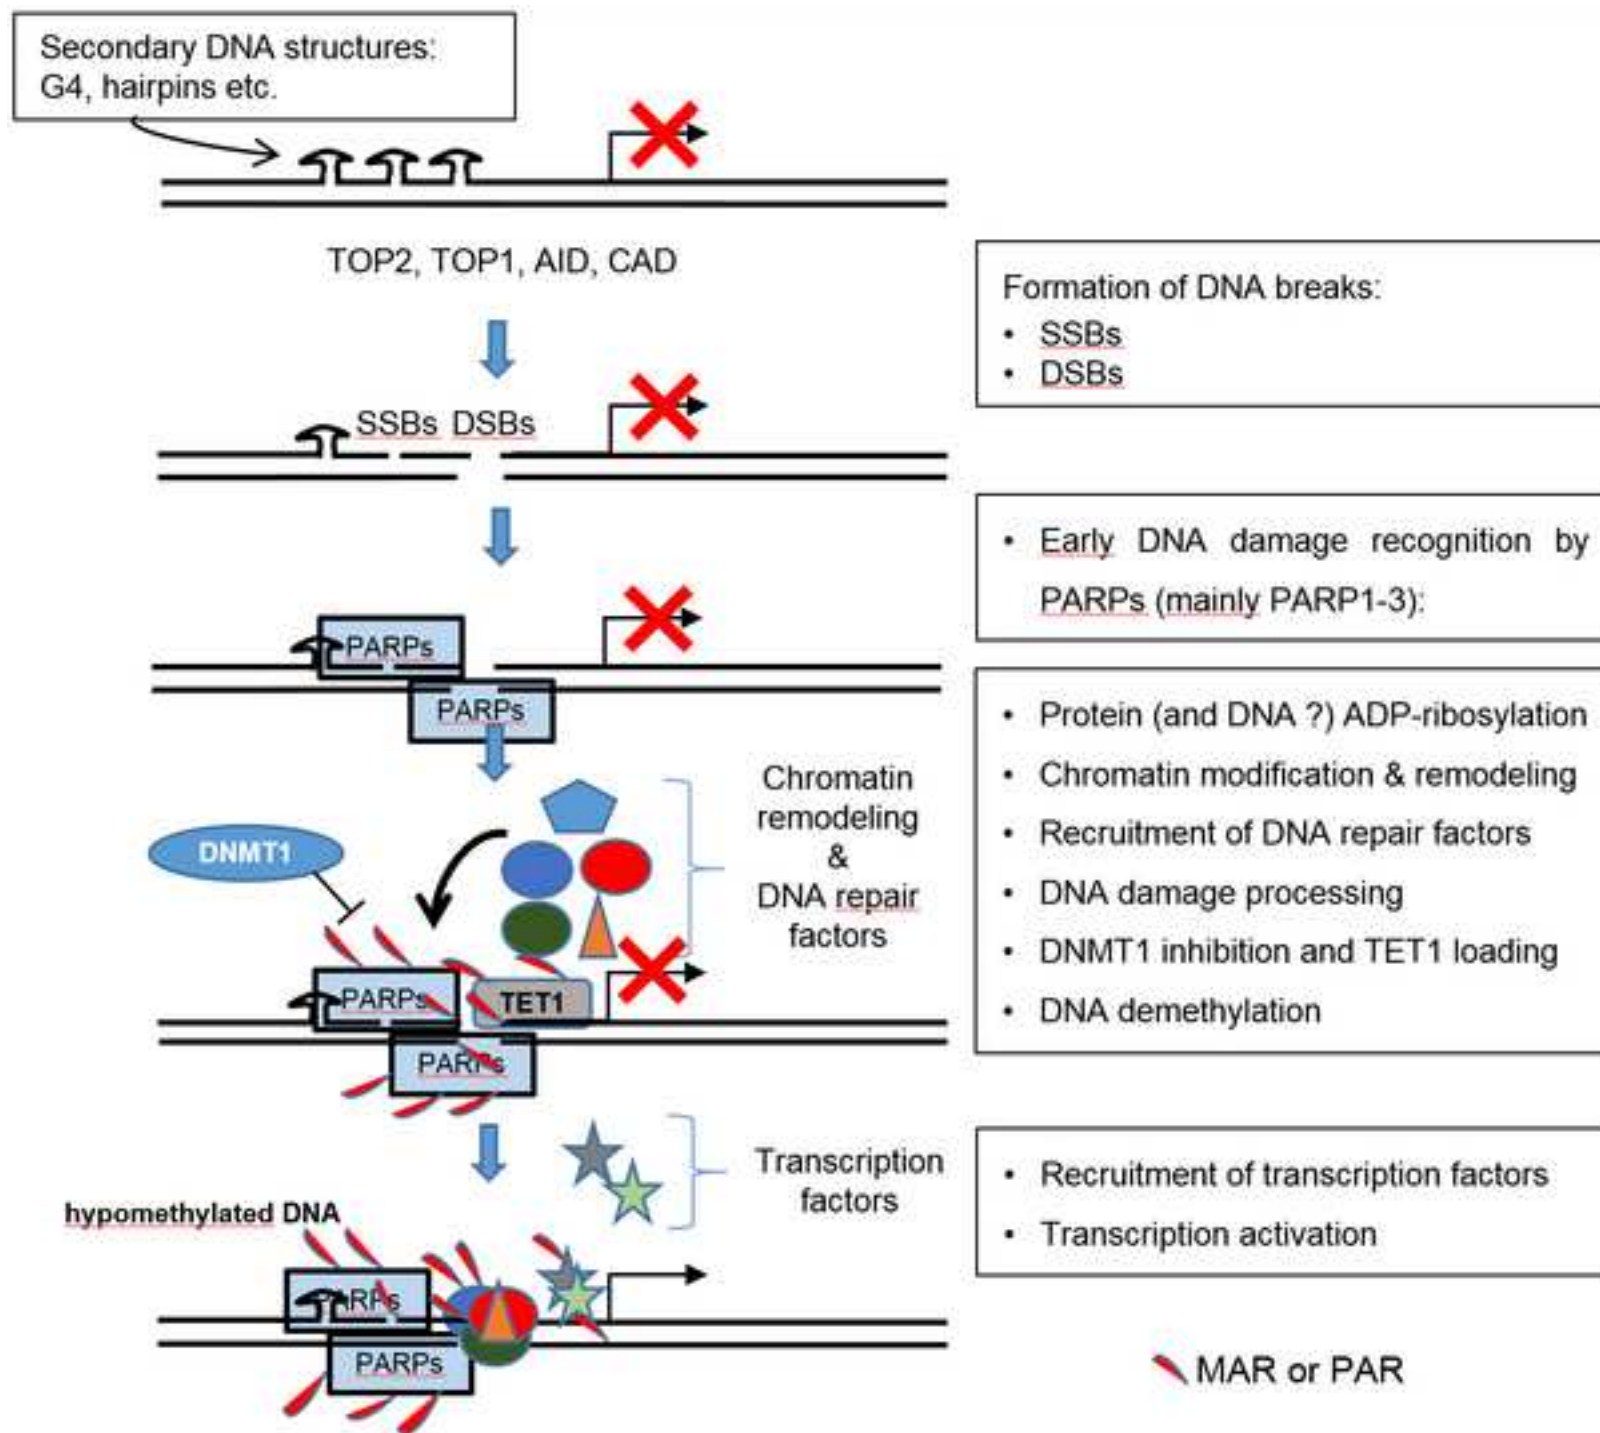 Secondary DNA structures:
G4, hairpins etc.
TOP2, TOP1, AID, CAD
Formation of DNA breaks:
• SSBs
• DSBs
SSBs DSBs
• Early DNA damage recognition by
PARPs (mainly PARP1-3):
PARPs
PARPs
• Protein (and DNA ?) ADP-ribosylation
• Chromatin modification & remodeling
• Recruitment of DNA repair factors
• DNA damage processing
• DNMT1 inhibition and TET1 loading
• DNA demethylation
Chromatin
remodeling
&
DNA repair
factors
DNMT1
PARPs
TET1
PARPs
Transcription
factors
• Recruitment of transcription factors
• Transcription activation
hypomethylated DNA
PARPs
PARPs
MAR or PAR